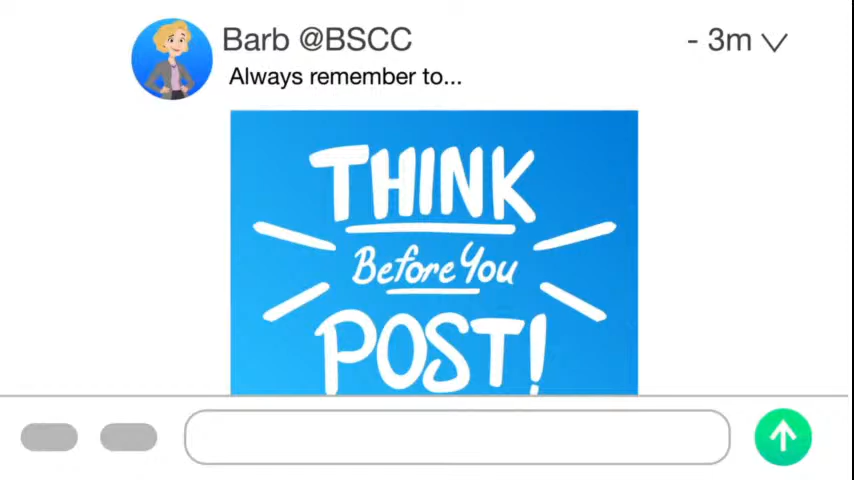 Barb @BSCC - 3m
Always remember to...
THINK
Before You
POST!